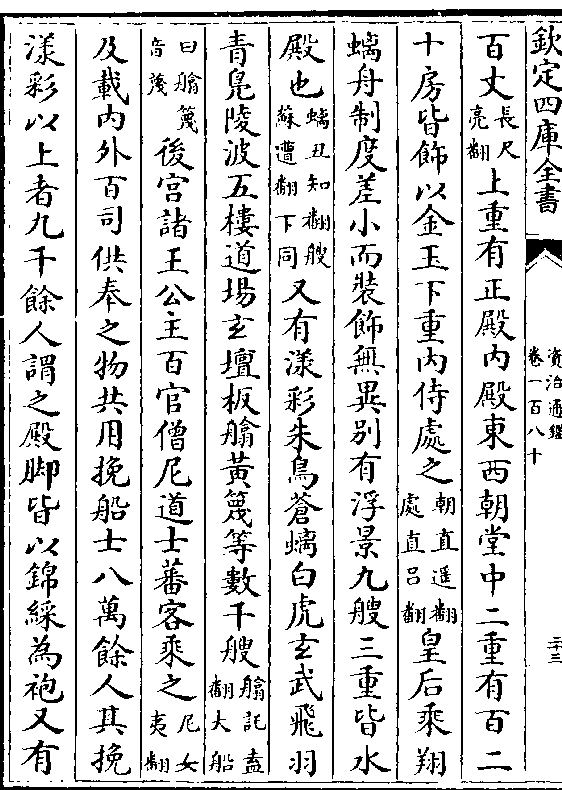 欽定四庫全書
資治通鑑
卷一百八十
二十三
百丈長尺亮翻上重有正殿內殿東西朝堂中二重有百二
十房皆飾以金玉下重內侍處之朝直遥翻處直呂翻皇后乘翔
螭舟制度差小而裝飾無異别有浮景九艘三重皆水
殿也螭丑知翻艘蘇遭翻下同又有漾彩朱鳥蒼螭白虎玄武飛羽
青鳧陵波五樓道場玄壇板䑽黄篾等數千艘䑽託盍翻大船
曰䑽篾音蔑後宮諸王公主百官僧尼道士蕃客乘之尼女夷翻
及載內外百司供奉之物共用挽船士八萬餘人其挽
漾彩以上者九千餘人謂之殿脚皆以錦綵為袍又有